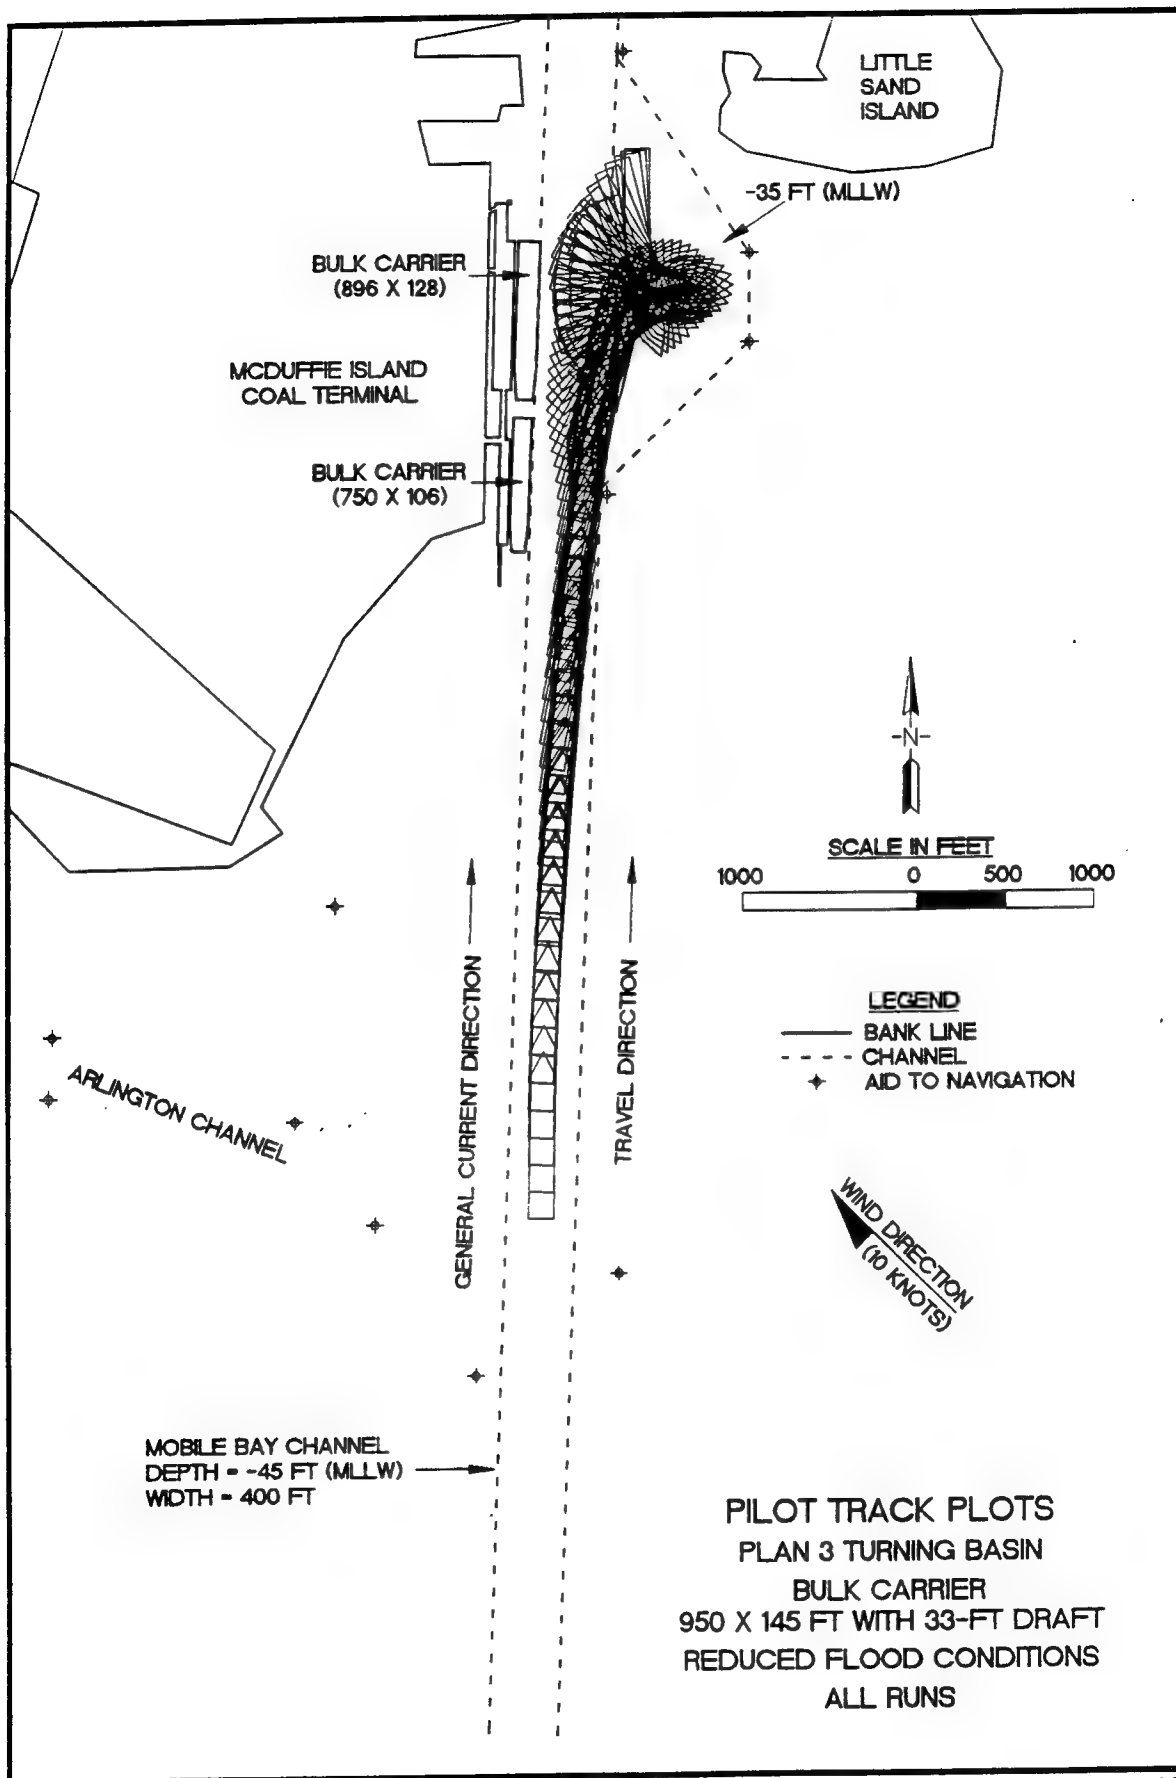 LITTLE
SAND
ISLAND
-35 FT (MLLW)
BULK CARRIER
(896 X 128)
MCDUFFIE ISLAND
COAL TERMINAL
BULK CARRIER
(750 X 106)
-N-
SCALE IN FEET
1000 0 500 1000
GENERAL CURRENT DIRECTION
TRAVEL DIRECTION
LEGEND
BANK LINE
CHANNEL
AID TO NAVIGATION
ARLINGTON CHANNEL
WIND DIRECTION
(10 KNOTS)
MOBILE BAY CHANNEL
DEPTH = -45 FT (MLLW)
WIDTH = 400 FT
PILOT TRACK PLOTS
PLAN 3 TURNING BASIN
BULK CARRIER
950 X 145 FT WITH 33-FT DRAFT
REDUCED FLOOD CONDITIONS
ALL RUNS